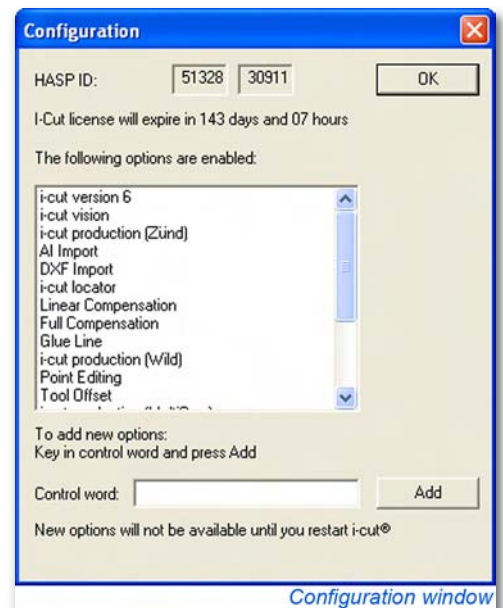 Configuration
HASP ID: 51328 30911 OK
I-Cut license will expire in 143 days and 07 hours
The following options are enabled:
i-cut version 6
i-cut vision
i-cut production (Zünd)
AI Import
DXF Import
i-cut locator
Linear Compensation
Full Compensation
Glue Line
i-cut production (Wild)
Point Editing
Tool Offset
To add new options:
Key in control word and press Add
Control word: Add
New options will not be available until you restart i-cut®
Configuration window